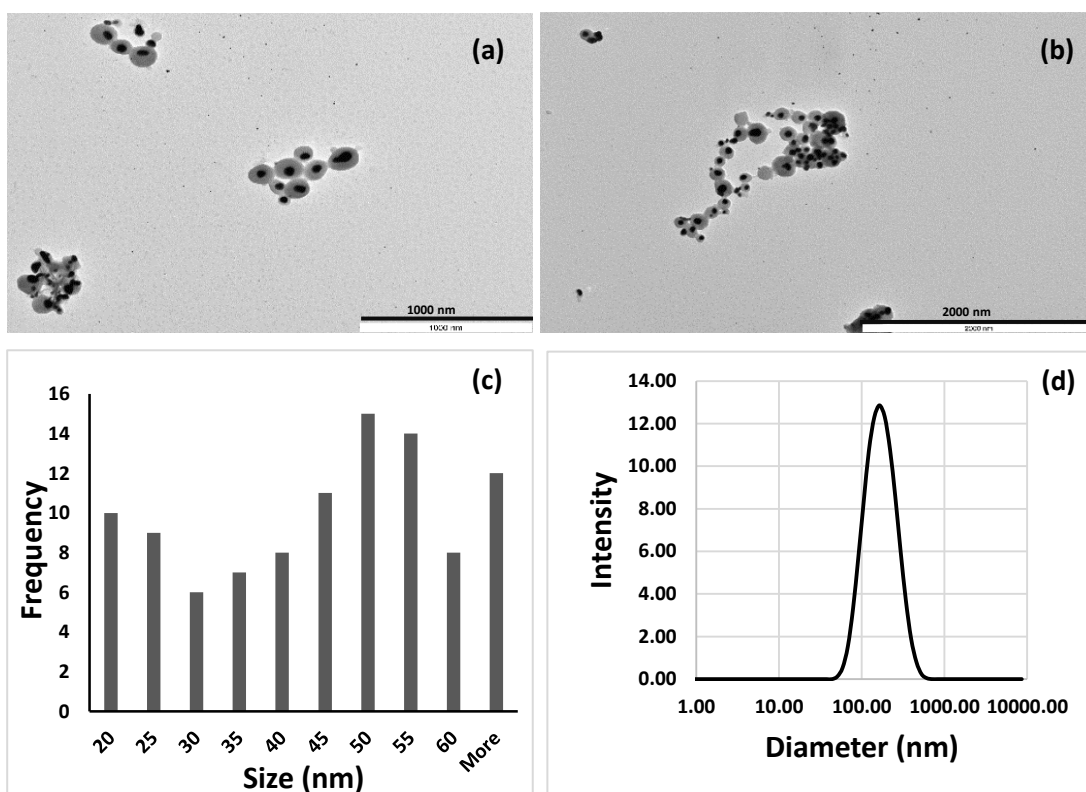 (a)
1000 nm
1000 nm
(b)
2000 nm
2000 nm
(c)
Frequency
16
14
12
10
8
6
4
2
0
20
25
30
35
40
45
50
55
60
More
Size (nm)
(d)
Intensity
14.00
12.00
10.00
8.00
6.00
4.00
2.00
0.00
1.00 10.00 100.00 1000.00 10000.00
Diameter (nm)